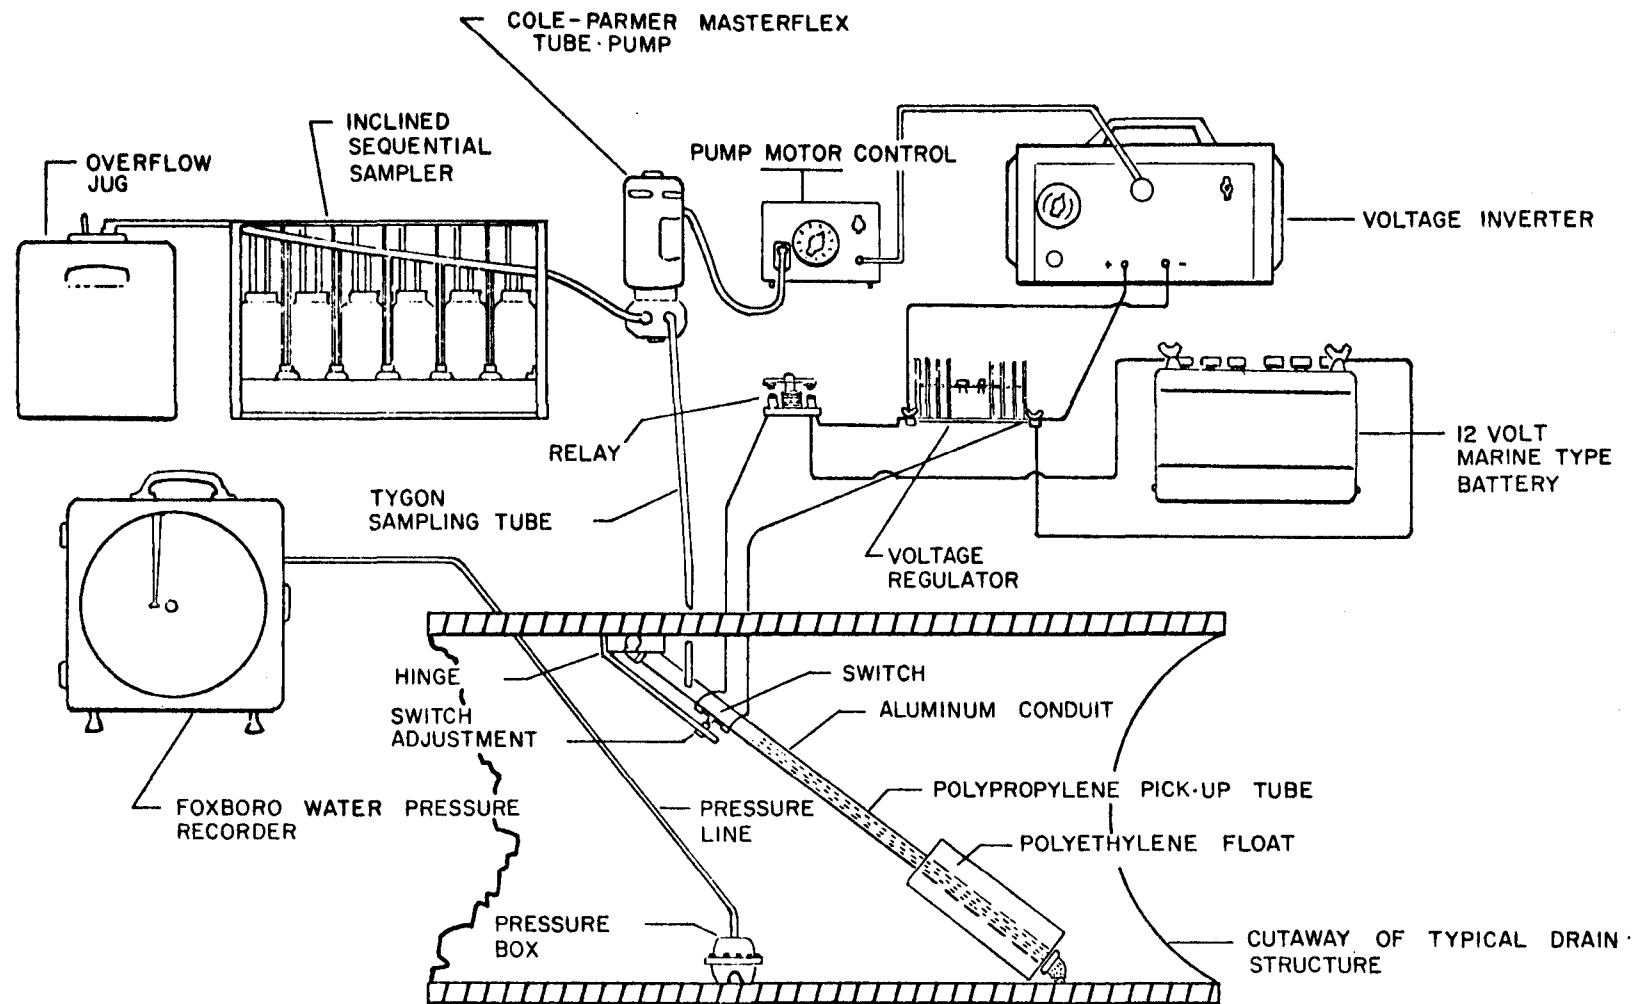 COLE-PARMER MASTERFLEX
TUBE·PUMP
INCLINED
SEQUENTIAL
SAMPLER
OVERFLOW
JUG
PUMP MOTOR CONTROL
VOLTAGE INVERTER
+ -
RELAY
12 VOLT
MARINE TYPE
BATTERY
TYGON
SAMPLING TUBE
VOLTAGE
REGULATOR
HINGE
SWITCH
SWITCH
ADJUSTMENT
ALUMINUM CONDUIT
POLYPROPYLENE PICK-UP TUBE
FOXBORO WATER PRESSURE
RECORDER
PRESSURE
LINE
POLYETHYLENE FLOAT
PRESSURE
BOX
CUTAWAY OF TYPICAL DRAIN·
STRUCTURE